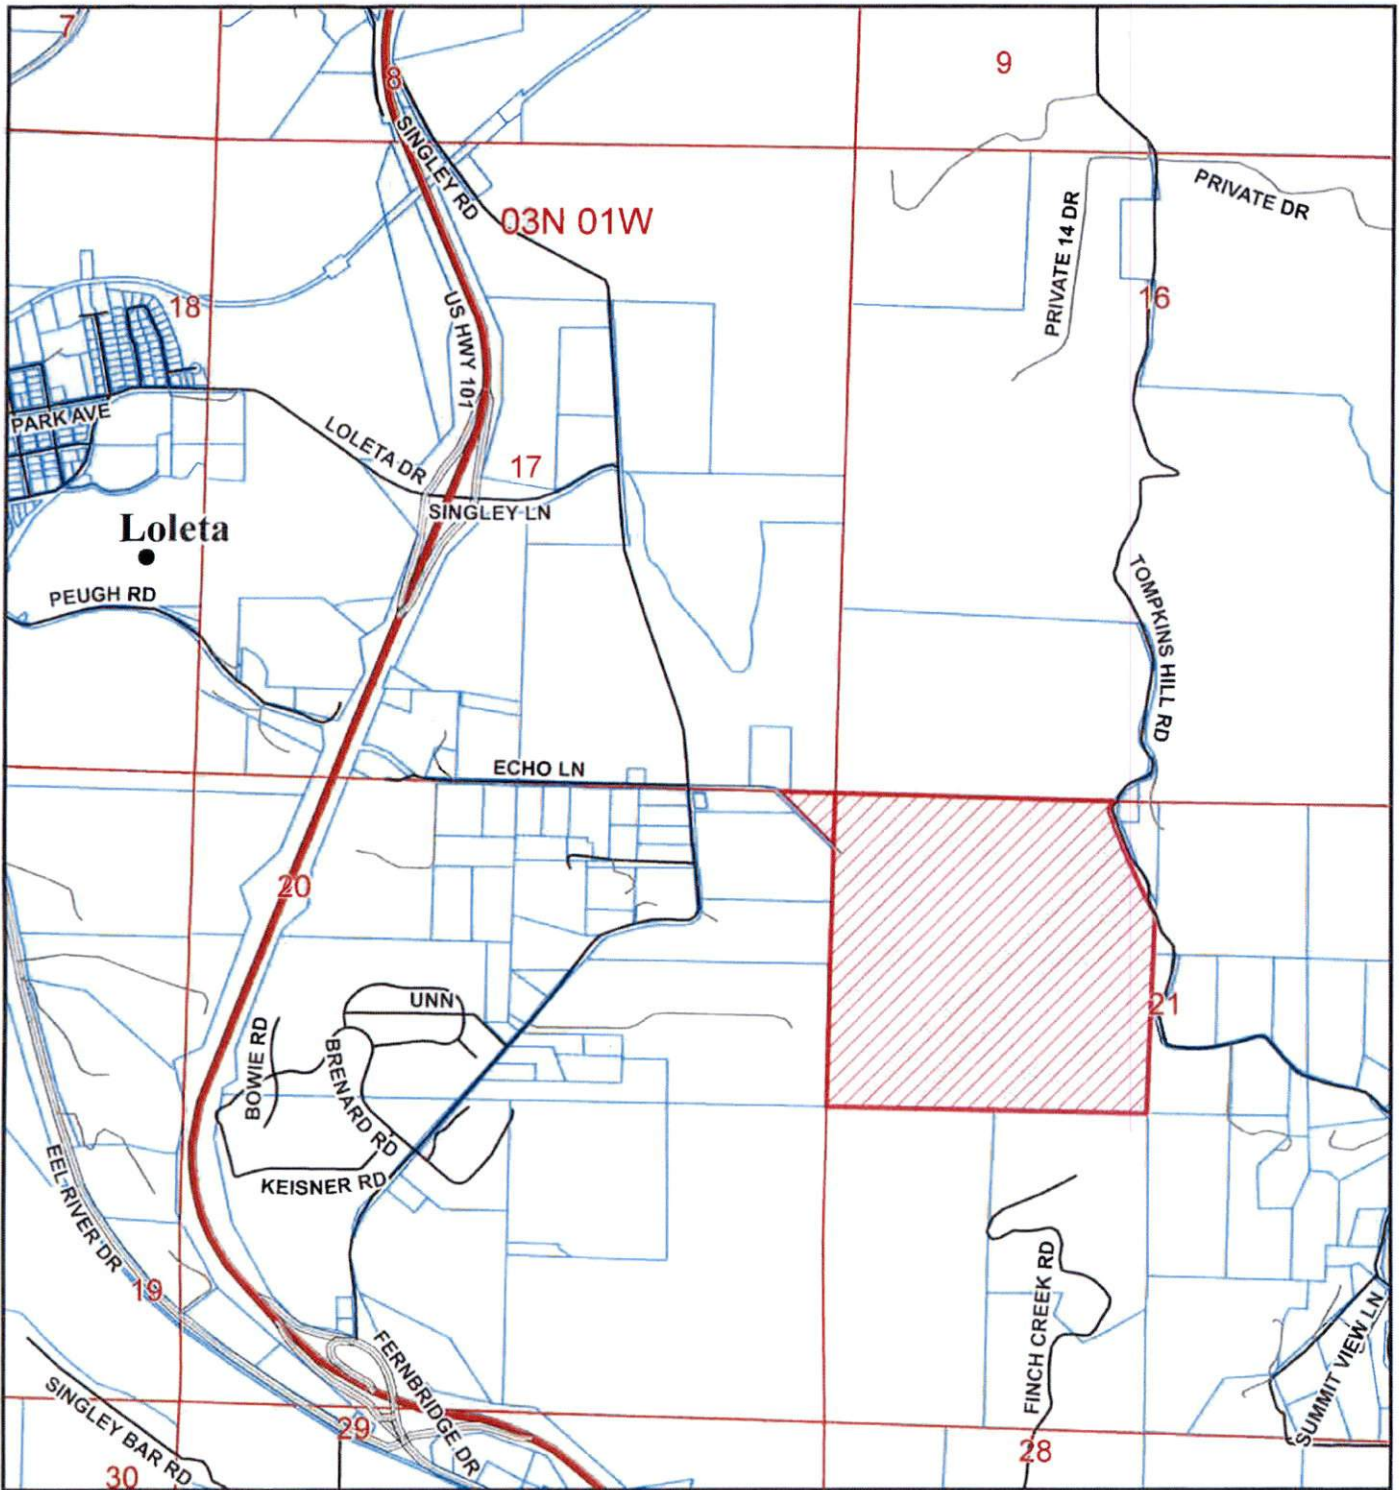 7
8
9
SINGLEY RD
03N 01W
PRIVATE DR
PRIVATE 14 DR
18
16
US HWY 101
PARK AVE
LOLETA DR
17
SINGLEY LN
Loleta
PEUGH RD
TOMPKINS HILL RD
ECHO LN
20
UNN
21
BOWIE RD
BRENARD RD
KEISNER RD
EEL RIVER DR
19
FINCH CREEK RD
SUMMIT VIEW LN
FERNBRIDGE DR
SINGLEY BAR RD
29
28
30